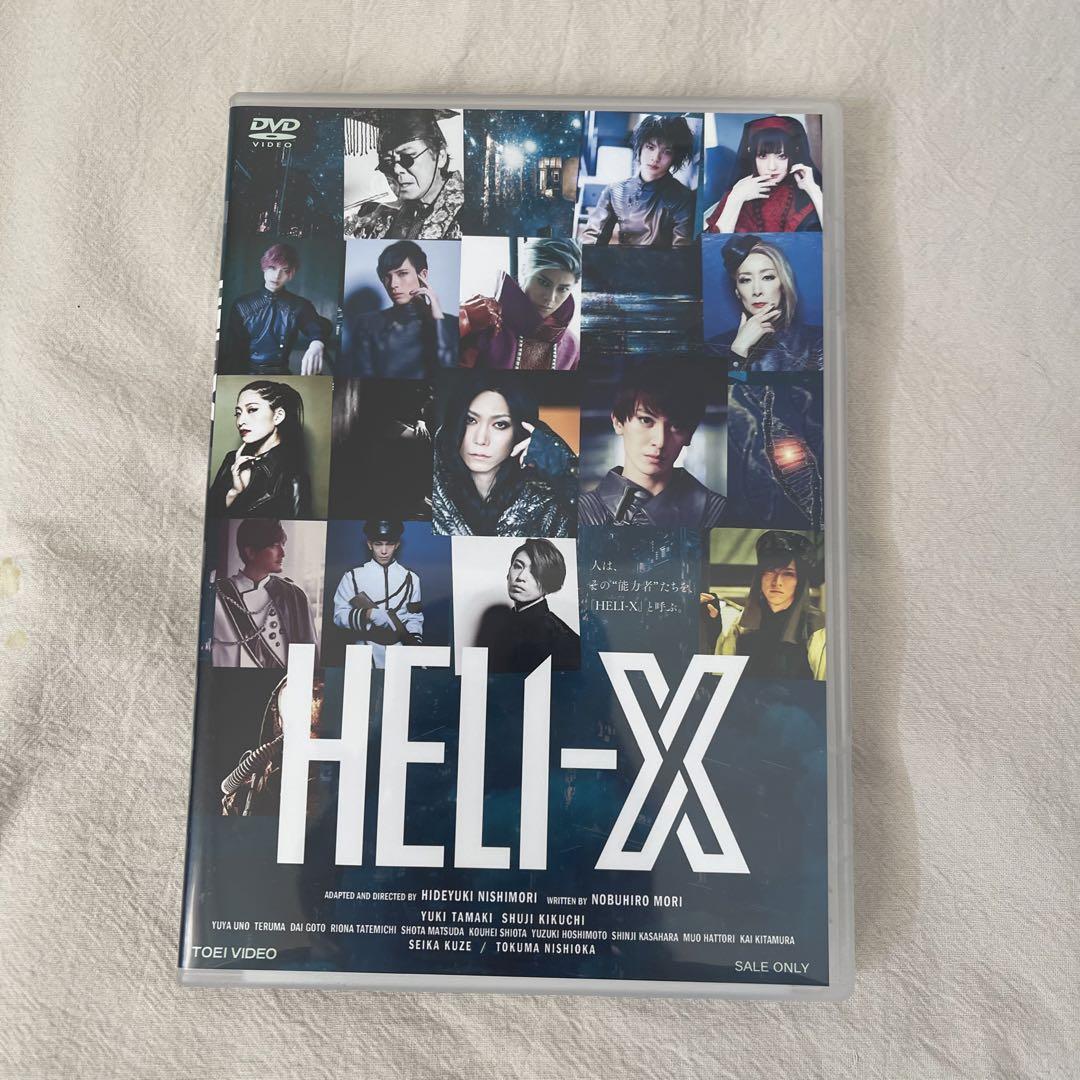 DVD
VIDEO
人は、
その“能力者”たちを、
「HELI-X」と呼ぶ。
HELI-X
ADAPTED AND DIRECTED BY HIDEYUKI NISHIMORI WRITTEN BY NOBUHIRO MORI
YUKI TAMAKI SHUJI KIKUCHI
YUYA UNO TERUMA DAI GOTO RIONA TATEMICHI SHOTA MATSUDA KOUHEI SHIOTA YUZUKI HOSHIMOTO SHINJI KASAHARA MUO HATTORI KAI KITAMURA
SEIKA KUZE / TOKUMA NISHIOKA
TOEI VIDEO
SALE ONLY